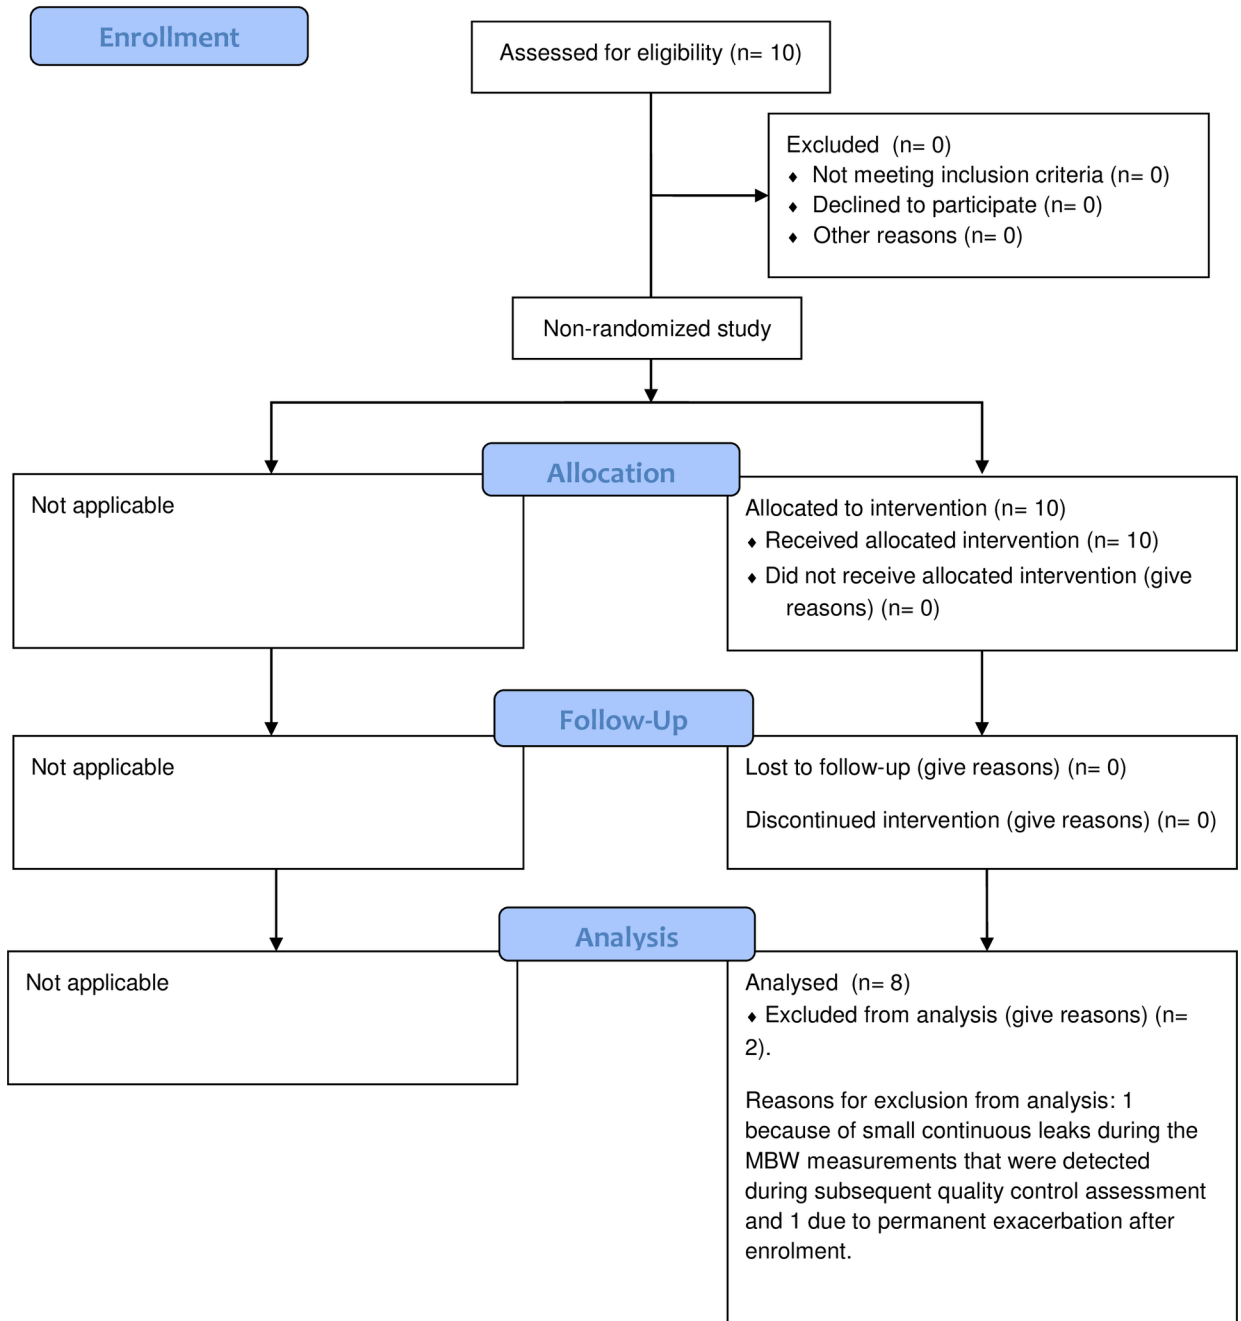 Enrollment
Assessed for eligibility (n= 10)
Excluded  (n= 0)
♦ Not meeting inclusion criteria (n= 0)
♦ Declined to participate (n= 0)
♦ Other reasons (n= 0)
Non-randomized study
Allocation
Not applicable
Allocated to intervention (n= 10)
♦ Received allocated intervention (n= 10)
♦ Did not receive allocated intervention (give
reasons) (n= 0)
Follow-Up
Not applicable
Lost to follow-up (give reasons) (n= 0)
Discontinued intervention (give reasons) (n= 0)
Analysis
Not applicable
Analysed  (n= 8)
♦ Excluded from analysis (give reasons) (n=
2).
Reasons for exclusion from analysis: 1
because of small continuous leaks during the
MBW measurements that were detected
during subsequent quality control assessment
and 1 due to permanent exacerbation after
enrolment.